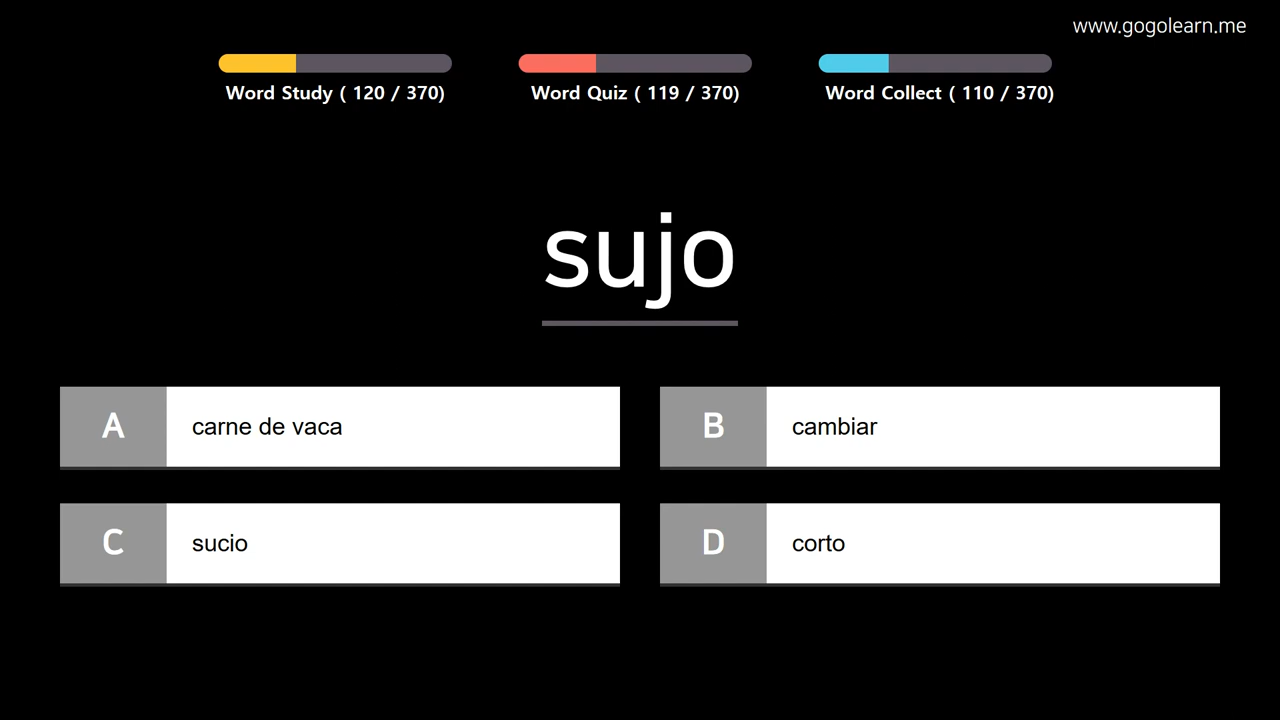 www.gogolearn.me
Word Study ( 120 / 370)
Word Quiz ( 119 / 370)
Word Collect ( 110 / 370)
sujo
A carne de vaca
B cambiar
C sucio
D corto